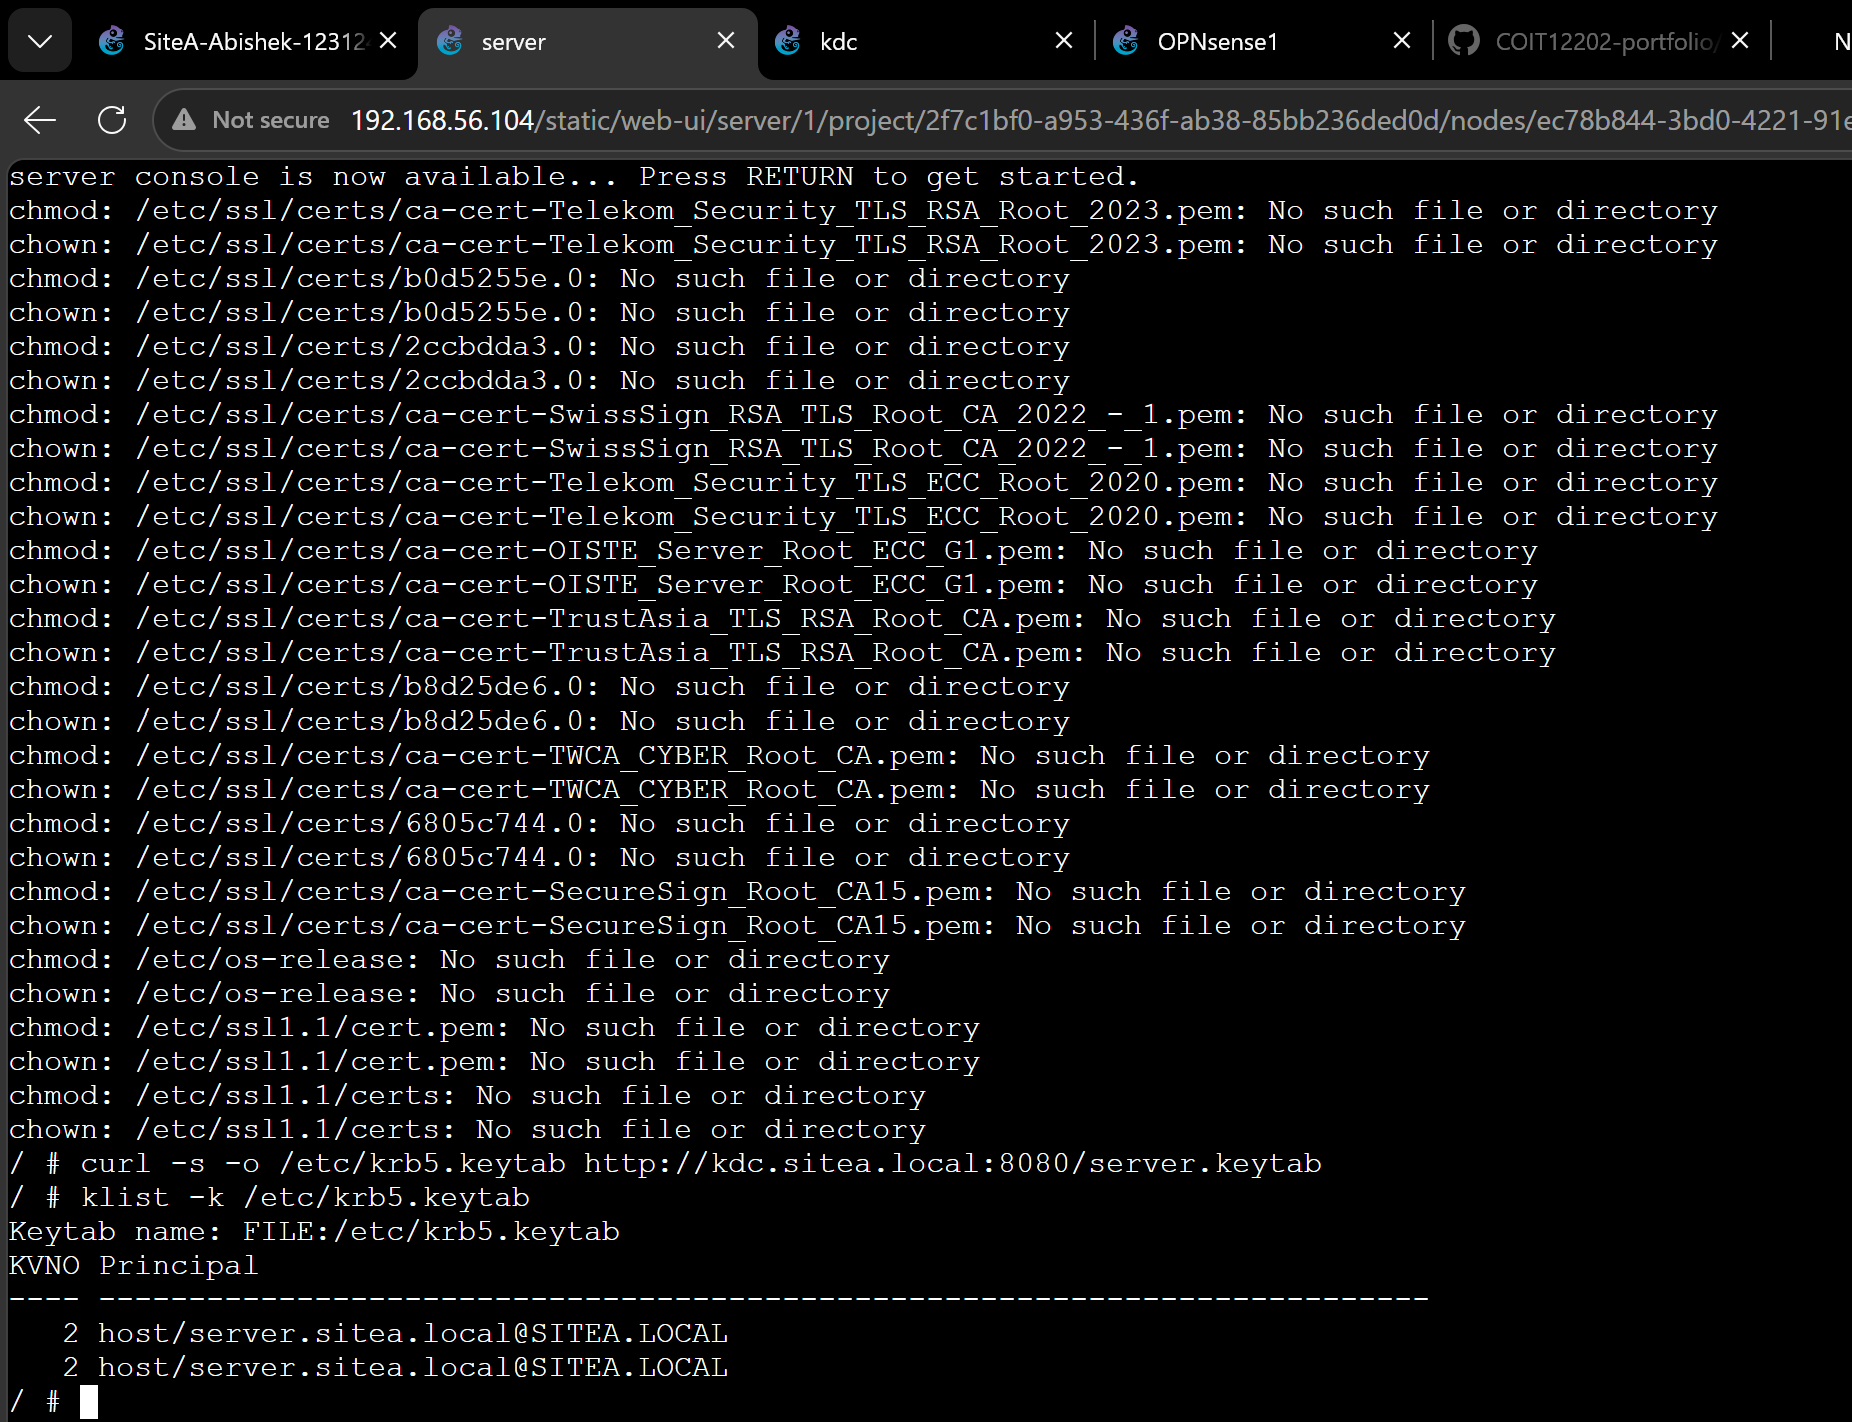 SiteA-Abishek-12312
server
kdc
OPNsense1
COIT12202-portfolio/
N
Not secure 192.168.56.104/static/web-ui/server/1/project/2f7c1bf0-a953-436f-ab38-85bb236ded0d/nodes/ec78b844-3bd0-4221-91e
server console is now available... Press RETURN to get started.
chmod: /etc/ssl/certs/ca-cert-Telekom_Security_TLS_RSA_Root_2023.pem: No such file or directory
chown: /etc/ssl/certs/ca-cert-Telekom_Security_TLS_RSA_Root_2023.pem: No such file or directory
chmod: /etc/ssl/certs/b0d5255e.0: No such file or directory
chown: /etc/ssl/certs/b0d5255e.0: No such file or directory
chmod: /etc/ssl/certs/2ccbdda3.0: No such file or directory
chown: /etc/ssl/certs/2ccbdda3.0: No such file or directory
chmod: /etc/ssl/certs/ca-cert-SwissSign_RSA_TLS_Root_CA_2022_-_1.pem: No such file or directory
chown: /etc/ssl/certs/ca-cert-SwissSign_RSA_TLS_Root_CA_2022_-_1.pem: No such file or directory
chmod: /etc/ssl/certs/ca-cert-Telekom_Security_TLS_ECC_Root_2020.pem: No such file or directory
chown: /etc/ssl/certs/ca-cert-Telekom_Security_TLS_ECC_Root_2020.pem: No such file or directory
chmod: /etc/ssl/certs/ca-cert-OISTE_Server_Root_ECC_G1.pem: No such file or directory
chown: /etc/ssl/certs/ca-cert-OISTE_Server_Root_ECC_G1.pem: No such file or directory
chmod: /etc/ssl/certs/ca-cert-TrustAsia_TLS_RSA_Root_CA.pem: No such file or directory
chown: /etc/ssl/certs/ca-cert-TrustAsia_TLS_RSA_Root_CA.pem: No such file or directory
chmod: /etc/ssl/certs/b8d25de6.0: No such file or directory
chown: /etc/ssl/certs/b8d25de6.0: No such file or directory
chmod: /etc/ssl/certs/ca-cert-TWCA_CYBER_Root_CA.pem: No such file or directory
chown: /etc/ssl/certs/ca-cert-TWCA_CYBER_Root_CA.pem: No such file or directory
chmod: /etc/ssl/certs/6805c744.0: No such file or directory
chown: /etc/ssl/certs/6805c744.0: No such file or directory
chmod: /etc/ssl/certs/ca-cert-SecureSign_Root_CA15.pem: No such file or directory
chown: /etc/ssl/certs/ca-cert-SecureSign_Root_CA15.pem: No such file or directory
chmod: /etc/os-release: No such file or directory
chown: /etc/os-release: No such file or directory
chmod: /etc/ssl1.1/cert.pem: No such file or directory
chown: /etc/ssl1.1/cert.pem: No such file or directory
chmod: /etc/ssl1.1/certs: No such file or directory
chown: /etc/ssl1.1/certs: No such file or directory
/ # curl -s -o /etc/krb5.keytab http://kdc.sitea.local:8080/server.keytab
/ # klist -k /etc/krb5.keytab
Keytab name: FILE:/etc/krb5.keytab
KVNO Principal
---- --------------------------------------------------------------------------
   2 host/server.sitea.local@SITEA.LOCAL
   2 host/server.sitea.local@SITEA.LOCAL
/ #